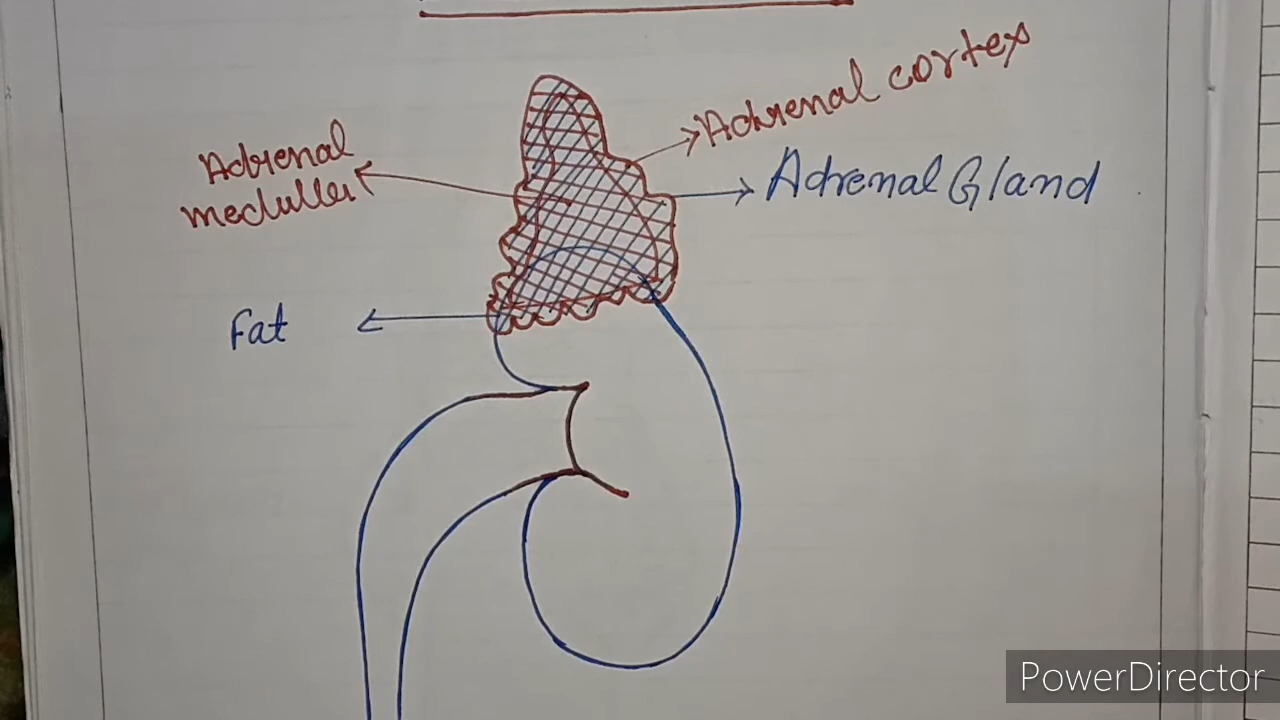 Adrenal cortex
Adrenal
medulla
Adrenal Gland
Fat
PowerDirector